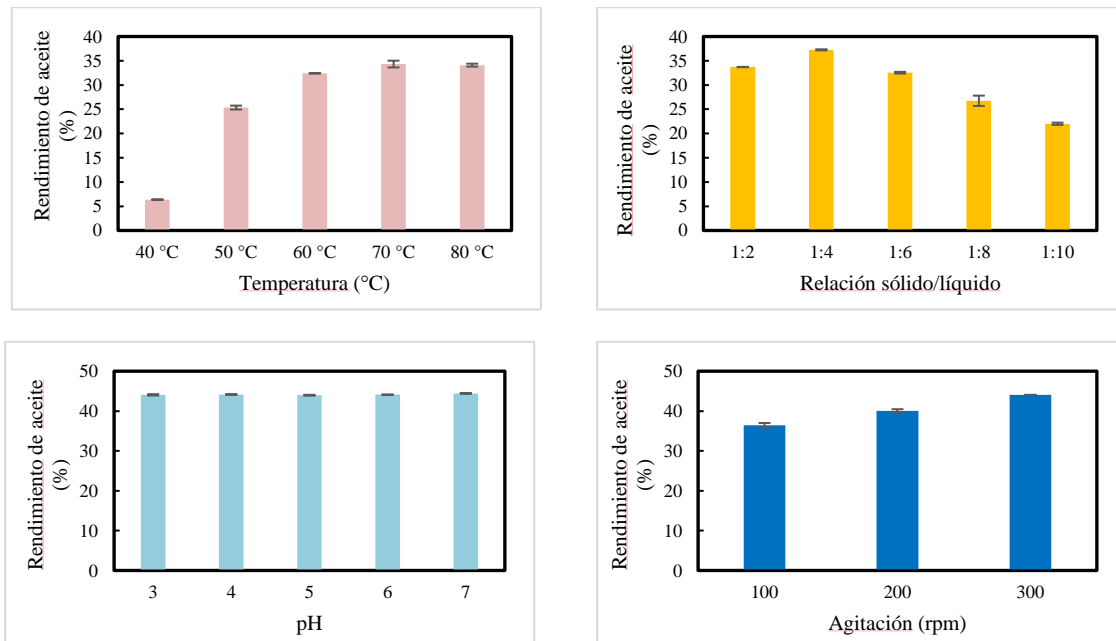 Rendimiento de aceite
(%)
40
35
30
25
20
15
10
5
0
40 °C 50 °C 60 °C 70 °C 80 °C
Temperatura (°C)
Rendimiento de aceite
(%)
40
35
30
25
20
15
10
5
0
1:2 1:4 1:6 1:8 1:10
Relación sólido/líquido
Rendimiento de aceite
(%)
50
40
30
20
10
0
3 4 5 6 7
pH
Rendimiento de aceite
(%)
50
40
30
20
10
0
100 200 300
Agitación (rpm)